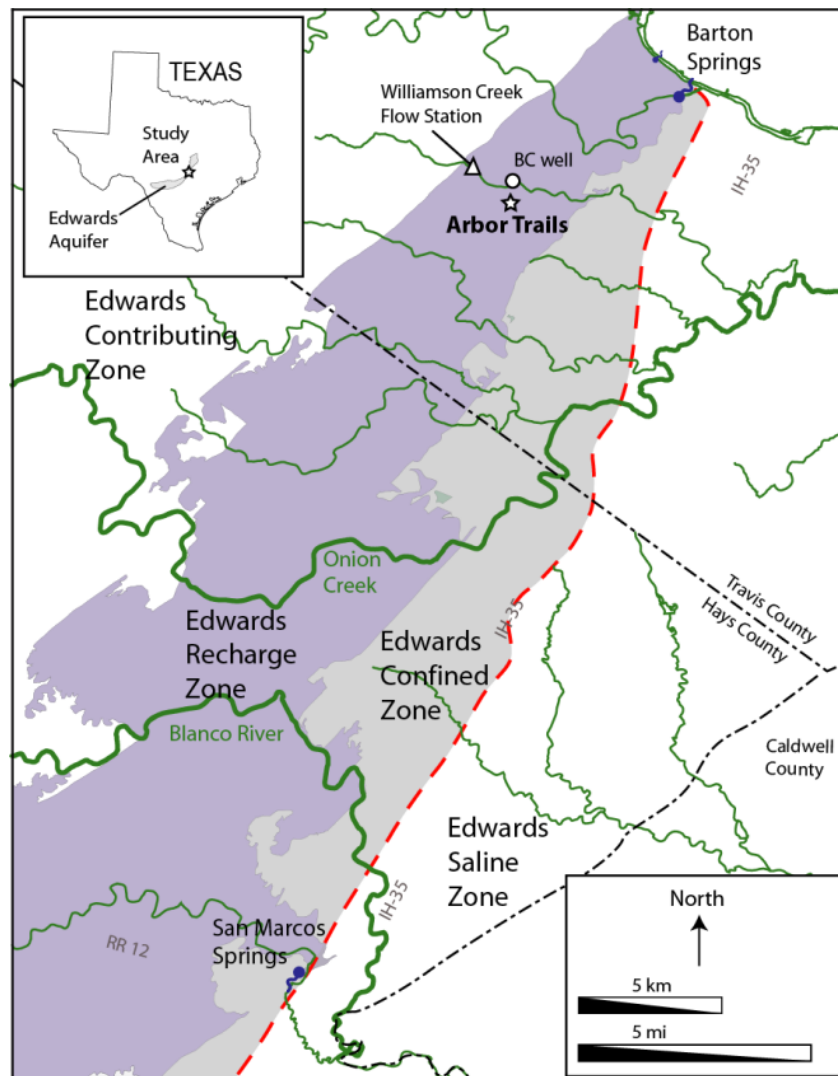 TEXAS
Study
Area
Edwards
Aquifer
Barton
Springs
Williamson Creek
Flow Station
BC well
IH-35
Arbor Trails
Edwards
Contributing
Zone
Onion
Creek
Travis County
Hays County
IH-35
Edwards
Recharge
Zone
Edwards
Confined
Zone
Blanco River
Caldwell
County
Edwards
Saline
Zone
IH-35
San Marcos
Springs
RR 12
North
5 km
5 mi